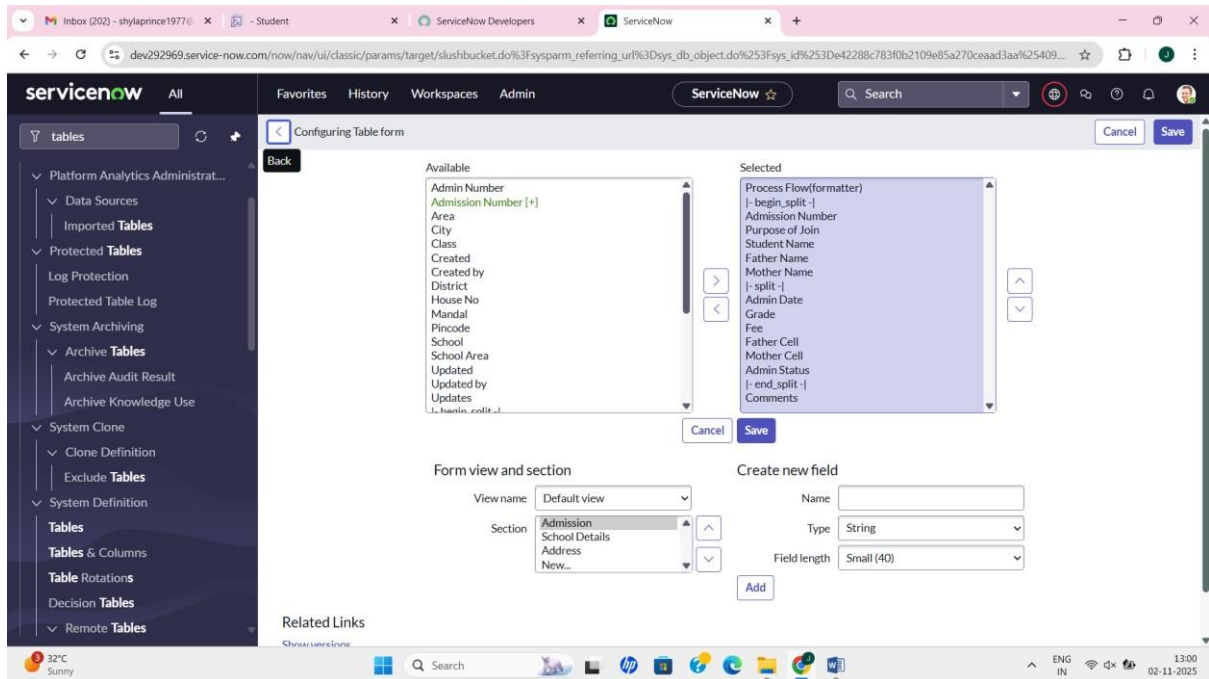 Inbox (202) - shylaprince1977@
- Student
ServiceNow Developers
ServiceNow
dev292969.service-now.com/now/nav/ui/classic/params/target/slushbucket.do%3Fsysparm_referring_url%3Dsys_db_object.do%253Fsys_id%253De42288c783f0b2109e85a270ceaad3aa%25409...
J
servicenow All Favorites History Workspaces Admin ServiceNow Search
tables
Configuring Table form Cancel Save
Back
Platform Analytics Administrat...
Data Sources
Imported Tables
Protected Tables
Log Protection
Protected Table Log
System Archiving
Archive Tables
Archive Audit Result
Archive Knowledge Use
System Clone
Clone Definition
Exclude Tables
System Definition
Tables
Tables & Columns
Table Rotations
Decision Tables
Remote Tables
Available
Admin Number
Admission Number [+]
Area
City
Class
Created
Created by
District
House No
Mandal
Pincode
School
School Area
Updated
Updated by
Updates
|- begin_split -|
Selected
Process Flow(formatter)
|- begin_split -|
Admission Number
Purpose of Join
Student Name
Father Name
Mother Name
|- split -|
Admin Date
Grade
Fee
Father Cell
Mother Cell
Admin Status
|- end_split -|
Comments
Cancel Save
Form view and section
View name Default view
Section Admission
School Details
Address
New...
Create new field
Name
Type String
Field length Small (40)
Add
Related Links
Show versions
3
32°C
Sunny
Search
ENG
IN
13:00
02-11-2025